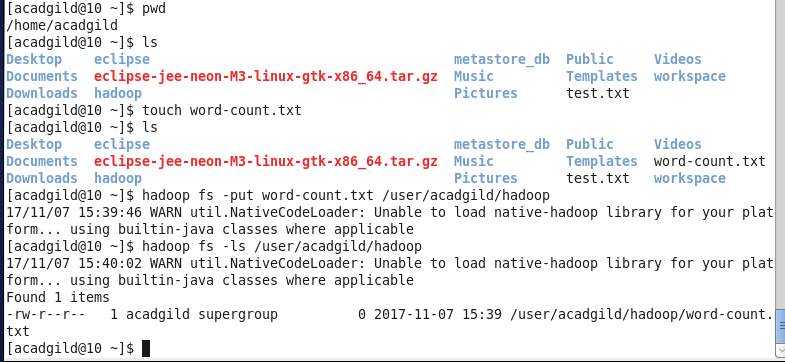 [acadgild@10 ~]$ pwd
/home/acadgild
[acadgild@10 ~]$ ls
Desktop eclipse metastore_db Public Videos
Documents eclipse-jee-neon-M3-linux-gtk-x86_64.tar.gz Music Templates workspace
Downloads hadoop Pictures test.txt
[acadgild@10 ~]$ touch word-count.txt
[acadgild@10 ~]$ ls
Desktop eclipse metastore_db Public Videos
Documents eclipse-jee-neon-M3-linux-gtk-x86_64.tar.gz Music Templates word-count.txt
Downloads hadoop Pictures test.txt workspace
[acadgild@10 ~]$ hadoop fs -put word-count.txt /user/acadgild/hadoop
17/11/07 15:39:46 WARN util.NativeCodeLoader: Unable to load native-hadoop library for your plat
form... using builtin-java classes where applicable
[acadgild@10 ~]$ hadoop fs -ls /user/acadgild/hadoop
17/11/07 15:40:02 WARN util.NativeCodeLoader: Unable to load native-hadoop library for your plat
form... using builtin-java classes where applicable
Found 1 items
-rw-r--r-- 1 acadgild supergroup 0 2017-11-07 15:39 /user/acadgild/hadoop/word-count.
txt
[acadgild@10 ~]$